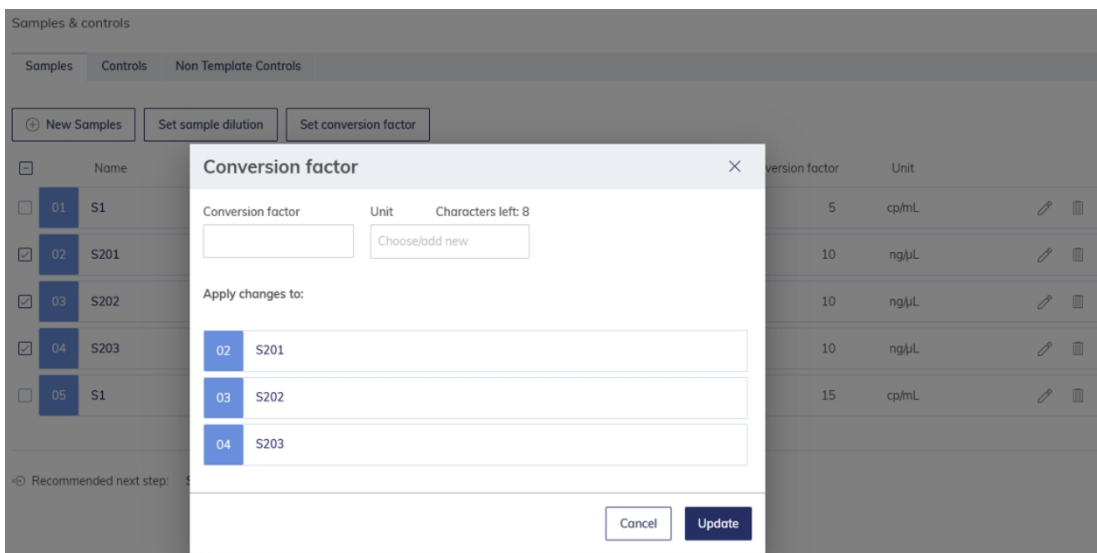 Samples & controls
Samples Controls Non Template Controls
New Samples Set sample dilution Set conversion factor
Name version factor Unit
01 S1 5 cp/mL
02 S201 10 ng/µL
03 S202 10 ng/µL
04 S203 10 ng/µL
05 S1 15 cp/mL
Recommended next step:
Conversion factor
Conversion factor Unit Characters left: 8
Choose/add new
Apply changes to:
02 S201
03 S202
04 S203
Cancel Update